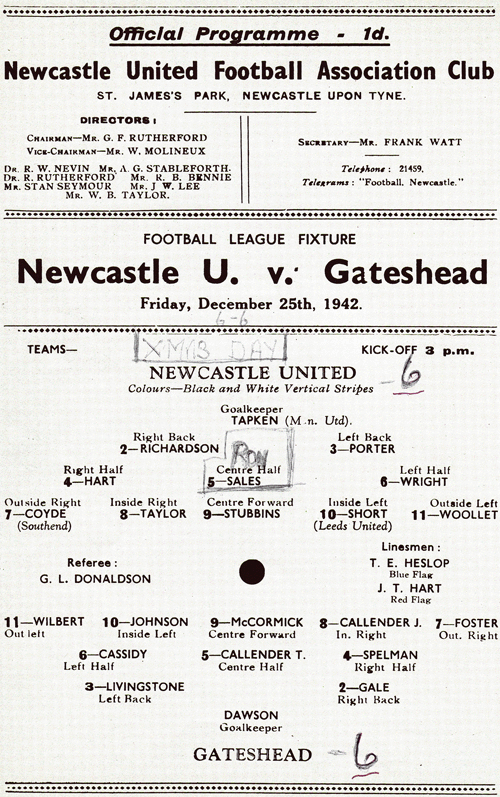 Official Programme - 1d.
Newcastle United Football Association Club
ST. JAMES'S PARK, NEWCASTLE UPON TYNE.
DIRECTORS:
CHAIRMAN—MR. G. F. RUTHERFORD
VICE-CHAIRMAN—MR. W. MOLINEUX
DR. R. W. NEVIN MR. A. G. STABLEFORTH.
DR. R. RUTHERFORD MR. R. B. BENNIE
MR. STAN SEYMOUR MR. J W. LEE
MR. W. B. TAYLOR.
SECRETARY—MR. FRANK WATT
Telephone: 21459.
Telegrams: "Football, Newcastle."
FOOTBALL LEAGUE FIXTURE
Newcastle U. v. Gateshead
Friday, December 25th, 1942.
6-6
TEAMS— XMAS DAY KICK-OFF 3 p.m.
NEWCASTLE UNITED - 6
Colours—Black and White Vertical Stripes
Goalkeeper
TAPKEN (M.n. Utd).
Right Back Left Back
2—RICHARDSON RON 3—PORTER
Right Half Centre Half Left Half
4—HART 5—SALES 6—WRIGHT
Outside Right Inside Right Centre Forward Inside Left Outside Left
7—COYDE 8—TAYLOR 9—STUBBINS 10—SHORT 11—WOOLLET
(Southend) (Leeds United)
Referee:
G. L. DONALDSON
Linesmen:
T. E. HESLOP
Blue Flag
J. T. HART
Red Flag
11—WILBERT 10—JOHNSON 9—McCORMICK 8—CALLENDER J. 7—FOSTER
Out left Inside Left Centre Forward In. Right Out. Right
6—CASSIDY 5—CALLENDER T. 4—SPELMAN
Left Half Centre Half Right Half
3—LIVINGSTONE 2—GALE
Left Back Right Back
DAWSON
Goalkeeper
GATESHEAD - 6